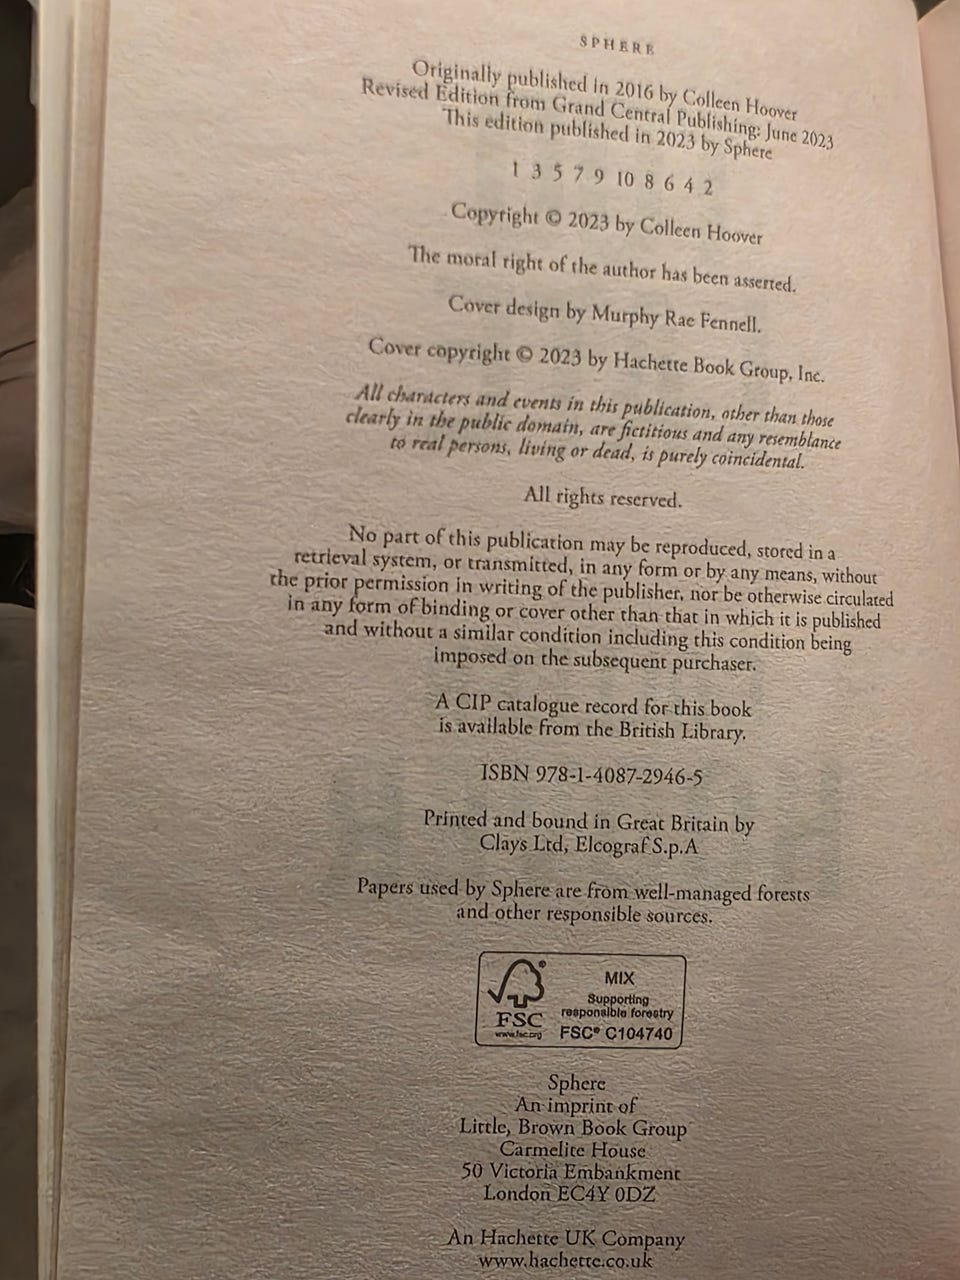 SPHERE
Originally published in 2016 by Colleen Hoover
Revised Edition from Grand Central Publishing: June 2023
This edition published in 2023 by Sphere
1 3 5 7 9 10 8 6 4 2
Copyright © 2023 by Colleen Hoover
The moral right of the author has been asserted.
Cover design by Murphy Rae Fennell.
Cover copyright © 2023 by Hachette Book Group, Inc.
All characters and events in this publication, other than those
clearly in the public domain, are fictitious and any resemblance
to real persons, living or dead, is purely coincidental.
All rights reserved.
No part of this publication may be reproduced, stored in a
retrieval system, or transmitted, in any form or by any means, without
the prior permission in writing of the publisher, nor be otherwise circulated
in any form of binding or cover other than that in which it is published
and without a similar condition including this condition being
imposed on the subsequent purchaser.
A CIP catalogue record for this book
is available from the British Library.
ISBN 978-1-4087-2946-5
Printed and bound in Great Britain by
Clays Ltd, Elcograf S.p.A
Papers used by Sphere are from well-managed forests
and other responsible sources.
FSC
www.fsc.org
MIX
Supporting
responsible forestry
FSC® C104740
Sphere
An imprint of
Little, Brown Book Group
Carmelite House
50 Victoria Embankment
London EC4Y 0DZ
An Hachette UK Company
www.hachette.co.uk